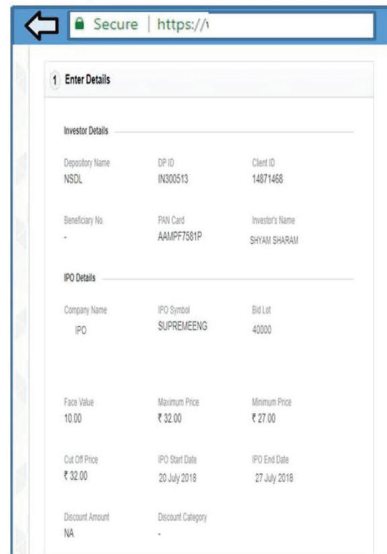 Secure | https://
1 Enter Details
Investor Details
Depository Name DP ID Client ID
NSDL IN300513 14871468
Beneficiary No PAN Card Investor's Name
- AAMPF7581P SHYAM SHARAM
IPO Details
Company Name IPO Symbol Bid Lot
IPO SUPREMEENG 40000
Face Value Maximum Price Minimum Price
10.00 ₹ 32.00 ₹ 27.00
Cut Off Price IPO Start Date IPO End Date
₹ 32.00 20 July 2018 27 July 2018
Discount Amount Discount Category
NA -